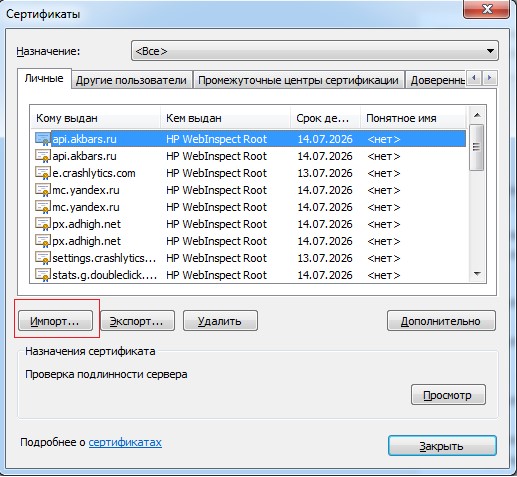 Сертификаты
Назначение: <Все>
Личные Другие пользователи Промежуточные центры сертификации Доверенны
Кому выдан Кем выдан Срок де... Понятное имя
api.akbars.ru HP WebInspect Root 14.07.2026 <нет>
api.akbars.ru HP WebInspect Root 14.07.2026 <нет>
e.crashlytics.com HP WebInspect Root 13.07.2026 <нет>
mc.yandex.ru HP WebInspect Root 14.07.2026 <нет>
mc.yandex.ru HP WebInspect Root 14.07.2026 <нет>
px.adhigh.net HP WebInspect Root 14.07.2026 <нет>
px.adhigh.net HP WebInspect Root 14.07.2026 <нет>
settings.crashlytics... HP WebInspect Root 13.07.2026 <нет>
stats.g.doubleclick.... HP WebInspect Root 14.07.2026 <нет>
Импорт... Экспорт... Удалить Дополнительно
Назначения сертификата
Проверка подлинности сервера
Просмотр
Подробнее о сертификатах
Закрыть